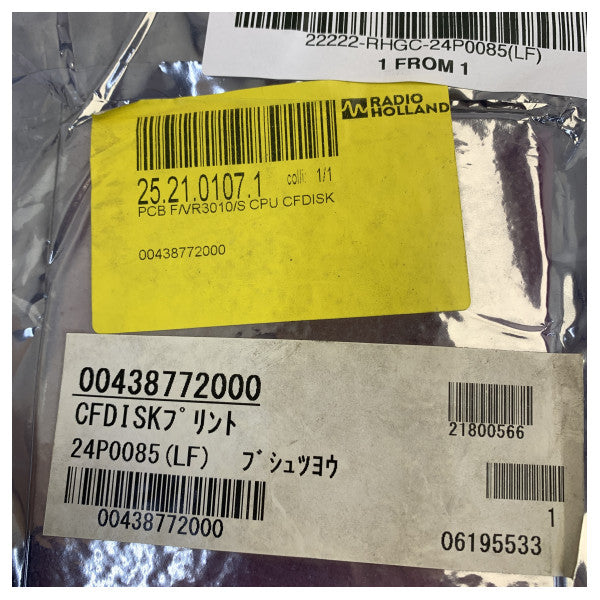 22222-RHGC-24P0085(LF)
1 FROM 1
RADIO
HOLLAND
25.21.0107.1 colli: 1/1
PCB F/VR3010/S CPU CFDISK
00438772000
00438772000
CFDISKプリント
24P0085(LF) ブシュツヨウ
00438772000
21800566
1
06195533